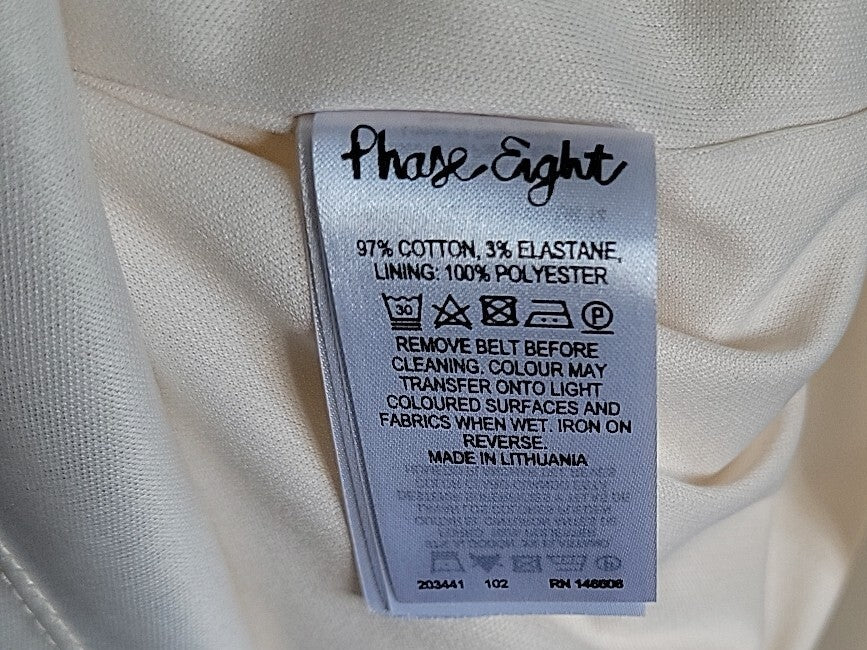 Phase Eight
97% COTTON, 3% ELASTANE,
LINING: 100% POLYESTER
30 P
REMOVE BELT BEFORE
CLEANING. COLOUR MAY
TRANSFER ONTO LIGHT
COLOURED SURFACES AND
FABRICS WHEN WET. IRON ON
REVERSE.
MADE IN LITHUANIA
203441 102 RN 146606